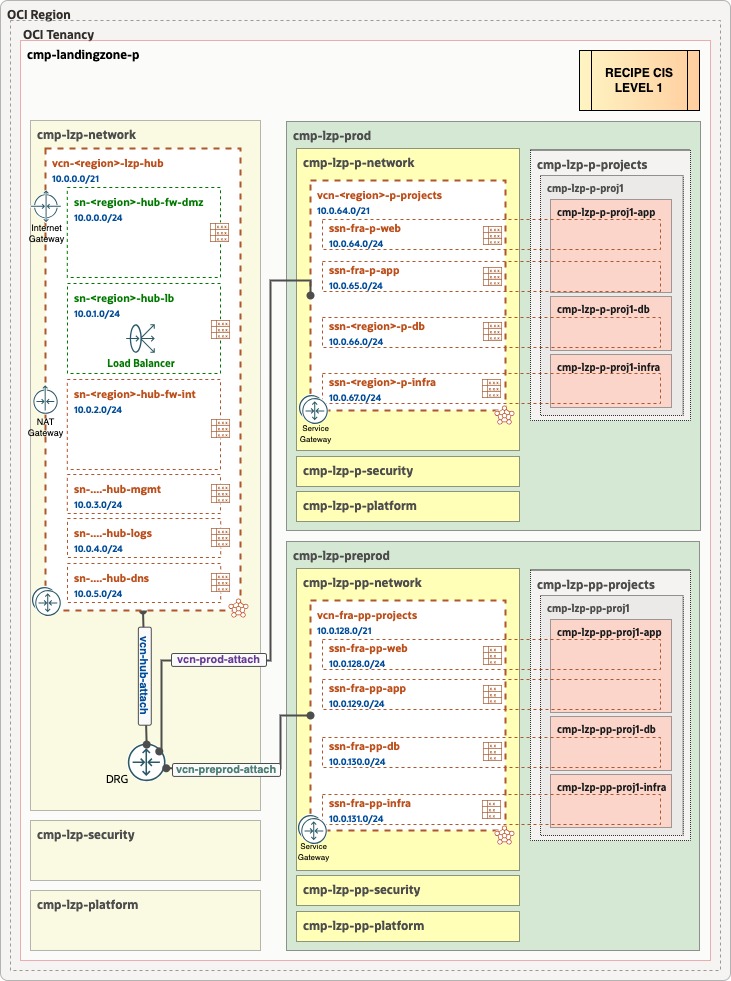 OCI Region
OCI Tenancy
cmp-landingzone-p
RECIPE CIS
LEVEL 1
cmp-lzp-network
vcn-<region>-lzp-hub
10.0.0.0/21
Internet
Gateway
sn-<region>-hub-fw-dmz
10.0.0.0/24
sn-<region>-hub-lb
10.0.1.0/24
Load Balancer
NAT
Gateway
sn-<region>-hub-fw-int
10.0.2.0/24
sn-....-hub-mgmt
10.0.3.0/24
sn-....-hub-logs
10.0.4.0/24
sn-....-hub-dns
10.0.5.0/24
vcn-hub-attach
vcn-prod-attach
vcn-preprod-attach
DRG
cmp-lzp-security
cmp-lzp-platform
cmp-lzp-prod
cmp-lzp-p-network
vcn-<region>-p-projects
10.0.64.0/21
ssn-fra-p-web
10.0.64.0/24
ssn-fra-p-app
10.0.65.0/24
ssn-<region>-p-db
10.0.66.0/24
ssn-<region>-p-infra
10.0.67.0/24
Service
Gateway
cmp-lzp-p-security
cmp-lzp-p-platform
cmp-lzp-p-projects
cmp-lzp-p-proj1
cmp-lzp-p-proj1-app
cmp-lzp-p-proj1-db
cmp-lzp-p-proj1-infra
cmp-lzp-preprod
cmp-lzp-pp-network
vcn-fra-pp-projects
10.0.128.0/21
ssn-fra-pp-web
10.0.128.0/24
ssn-fra-pp-app
10.0.129.0/24
ssn-fra-pp-db
10.0.130.0/24
ssn-fra-pp-infra
10.0.131.0/24
Service
Gateway
cmp-lzp-pp-security
cmp-lzp-pp-platform
cmp-lzp-pp-projects
cmp-lzp-pp-proj1
cmp-lzp-pp-proj1-app
cmp-lzp-pp-proj1-db
cmp-lzp-pp-proj1-infra